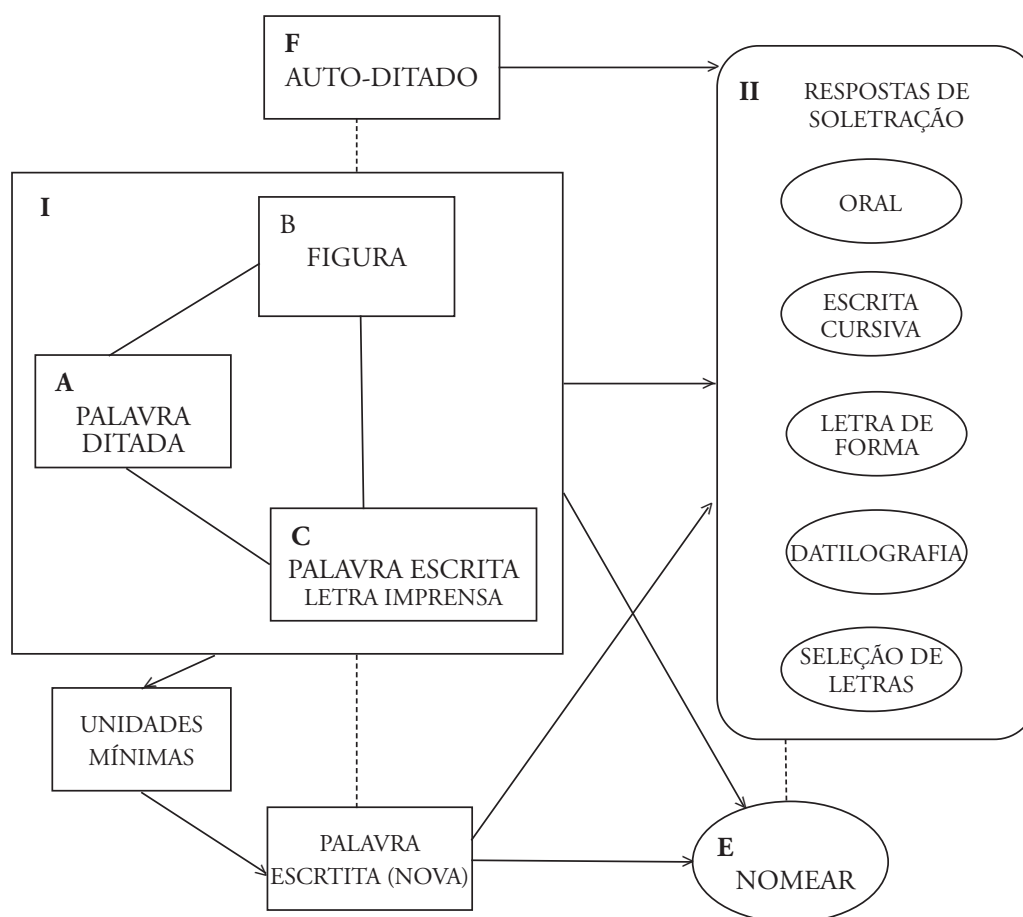 F
AUTO-DITADO
II
RESPOSTAS DE
SOLETRAÇÃO
ORAL
ESCRITA
CURSIVA
LETRA DE
FORMA
DATILOGRAFIA
SELEÇÃO DE
LETRAS
I
B
FIGURA
A
PALAVRA
DITADA
C
PALAVRA ESCRITA
LETRA IMPRENSA
UNIDADES
MÍNIMAS
PALAVRA
ESCRTITA (NOVA)
E
NOMEAR